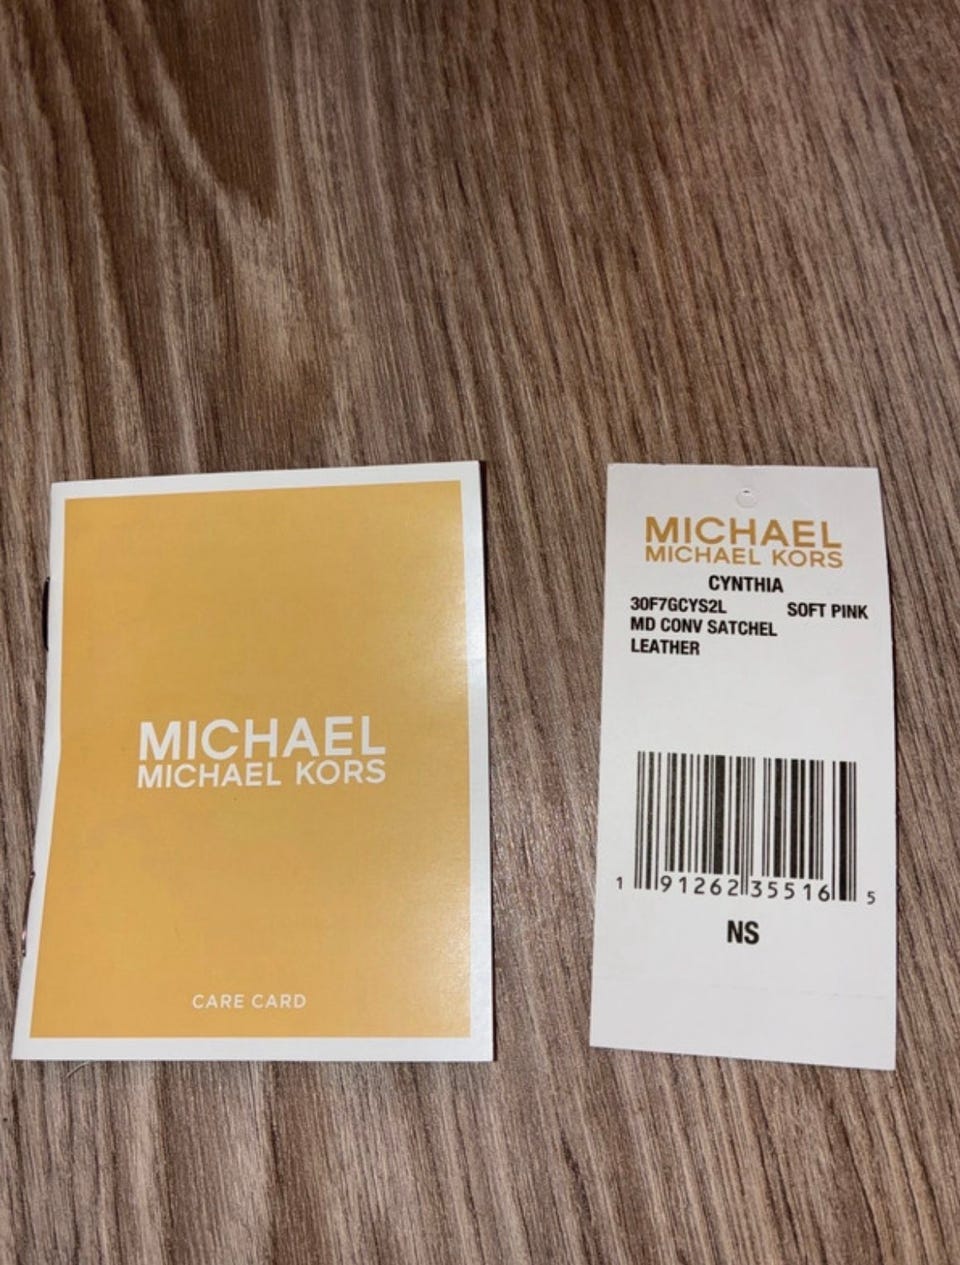 MICHAEL
MICHAEL KORS
CARE CARD
MICHAEL
MICHAEL KORS
CYNTHIA
30F7GCYS2L SOFT PINK
MD CONV SATCHEL
LEATHER
1 91262 35516 5
NS